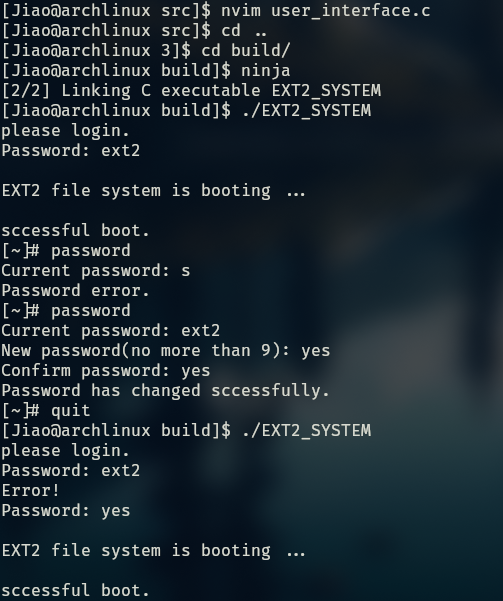 [Jiao@archlinux src]$ nvim user_interface.c
[Jiao@archlinux src]$ cd ..
[Jiao@archlinux 3]$ cd build/
[Jiao@archlinux build]$ ninja
[2/2] Linking C executable EXT2_SYSTEM
[Jiao@archlinux build]$ ./EXT2_SYSTEM
please login.
Password: ext2
EXT2 file system is booting ...
sccessful boot.
[~]# password
Current password: s
Password error.
[~]# password
Current password: ext2
New password(no more than 9): yes
Confirm password: yes
Password has changed sccessfully.
[~]# quit
[Jiao@archlinux build]$ ./EXT2_SYSTEM
please login.
Password: ext2
Error!
Password: yes
EXT2 file system is booting ...
sccessful boot.